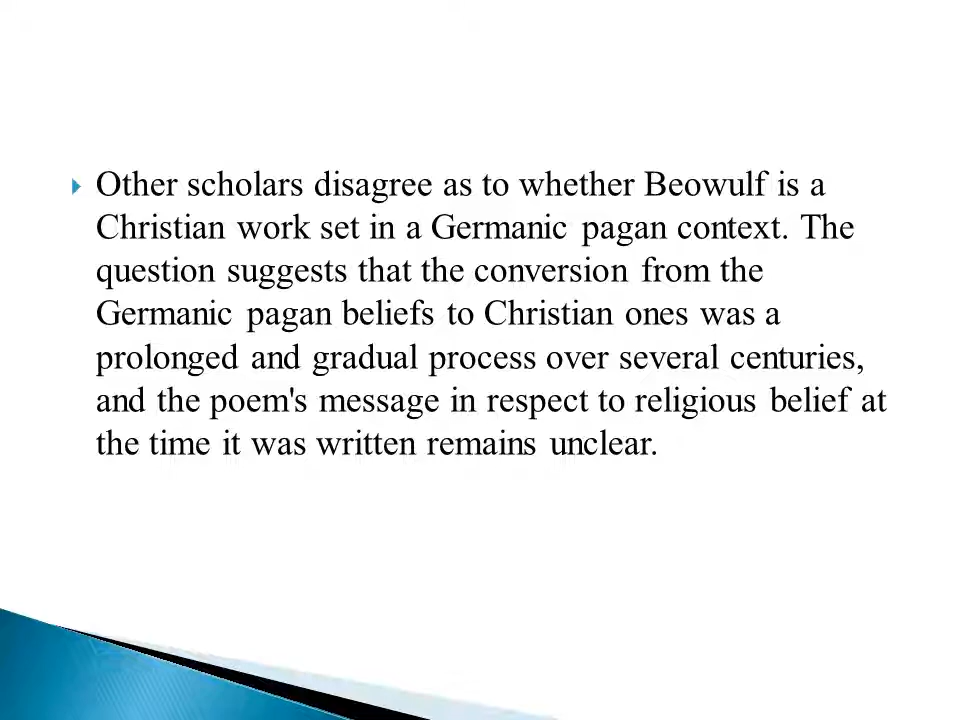 Other scholars disagree as to whether Beowulf is a
Christian work set in a Germanic pagan context. The
question suggests that the conversion from the
Germanic pagan beliefs to Christian ones was a
prolonged and gradual process over several centuries,
and the poem's message in respect to religious belief at
the time it was written remains unclear.